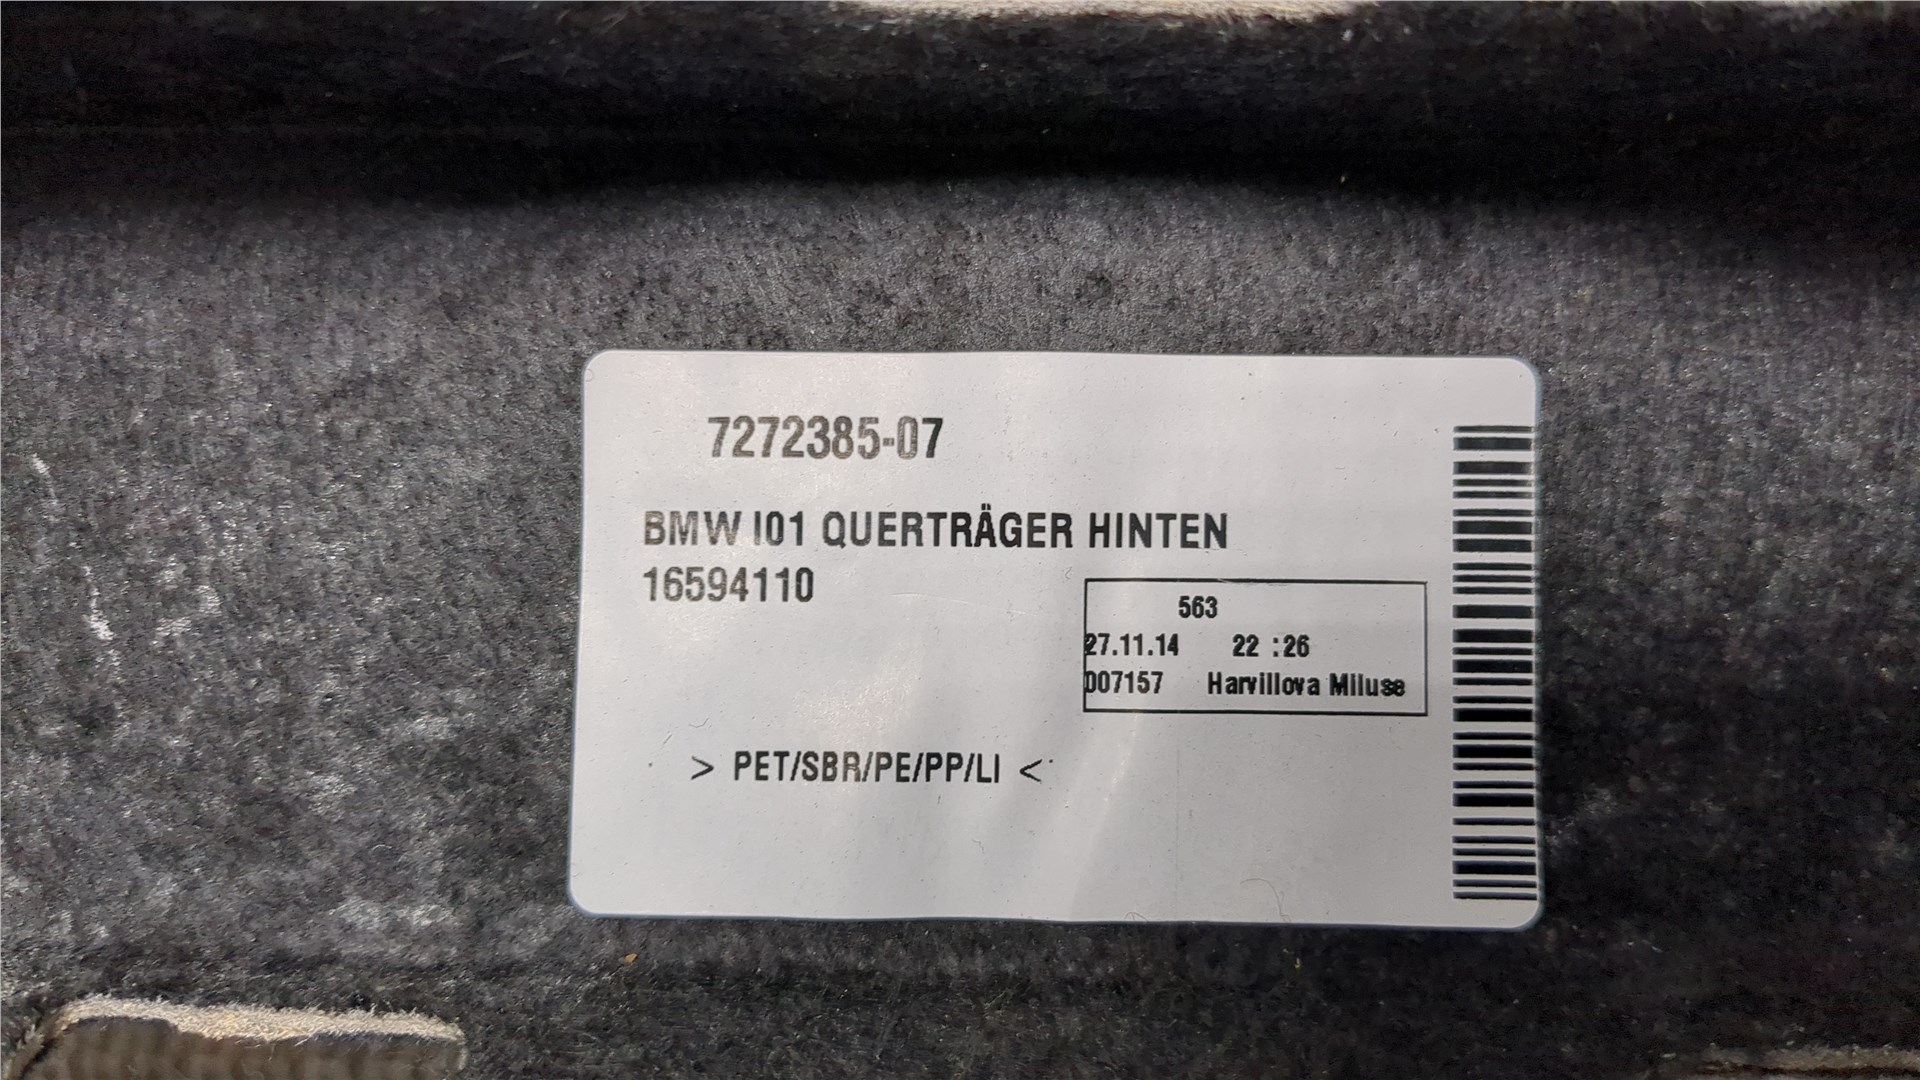 7272385-07
BMW I01 QUERTRÄGER HINTEN
16594110
563
27.11.14 22 :26
007157 Harvillova Miluse
> PET/SBR/PE/PP/LI <